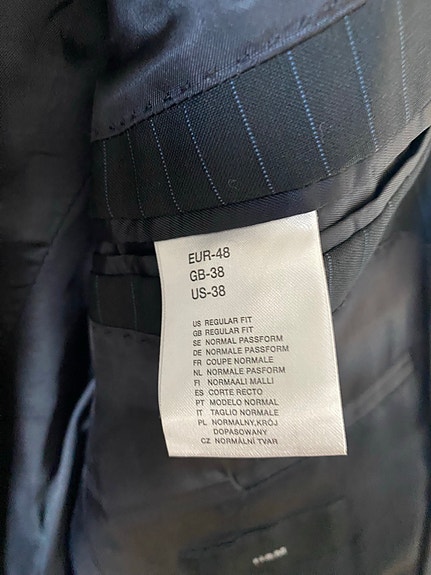 EUR-48
GB-38
US-38
US REGULAR FIT
GB REGULAR FIT
SE NORMAL PASSFORM
DE NORMALE PASSFORM
FR COUPE NORMALE
NL NORMALE PASFORM
FI NORMAALI MALLI
ES CORTE RECTO
PT MODELO NORMAL
IT TAGLIO NORMALE
PL NORMALNY,KRÓJ
DOPASOWANY
CZ NORMÁLNÍ TVAR